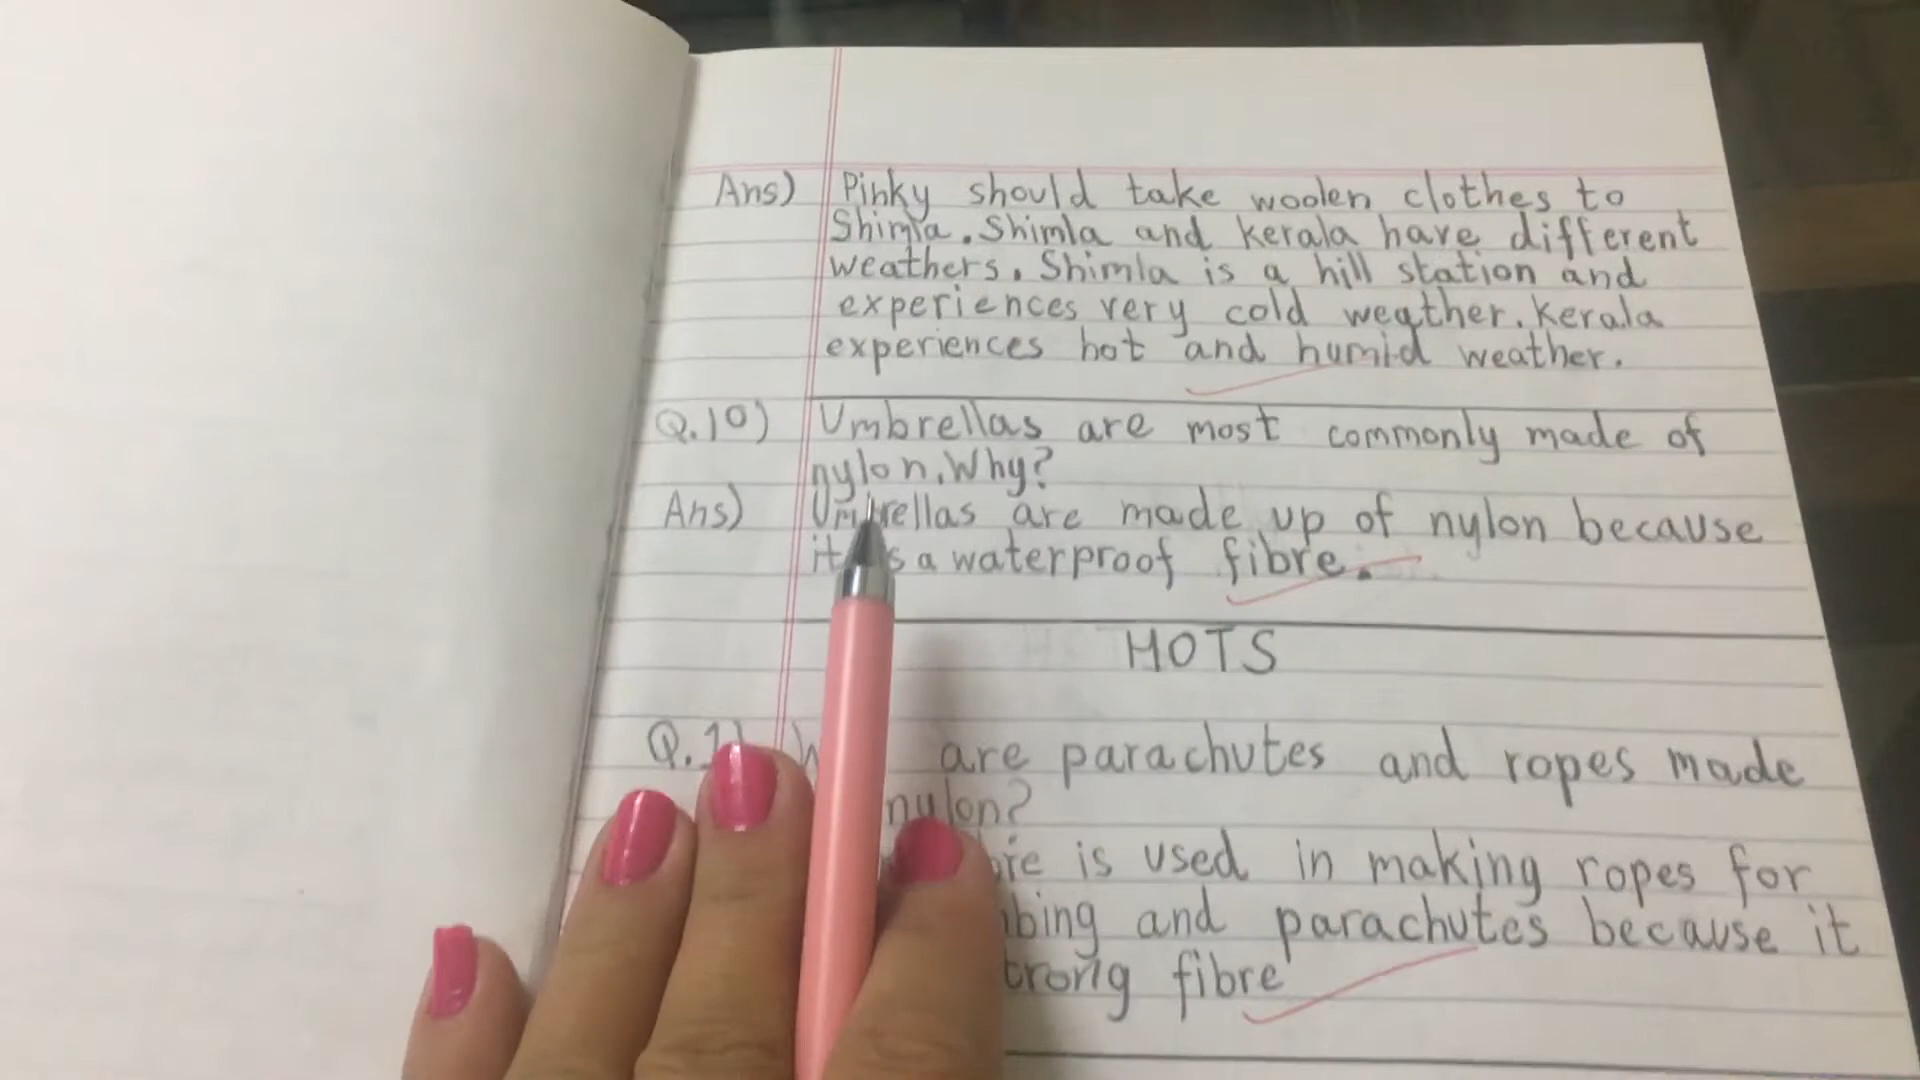 Ans) Pinky should take woolen clothes to
Shimla. Shimla and kerala have different
weathers. Shimla is a hill station and
experiences very cold weather. kerala
experiences hot and humid weather.
Q.10) Umbrellas are most commonly made of
nylon. Why?
Ans) Umbrellas are made up of nylon because
a waterproof fibre.
HOTS
are parachutes and ropes made
nylon?
is used in making ropes for
and parachutes because it
fibre